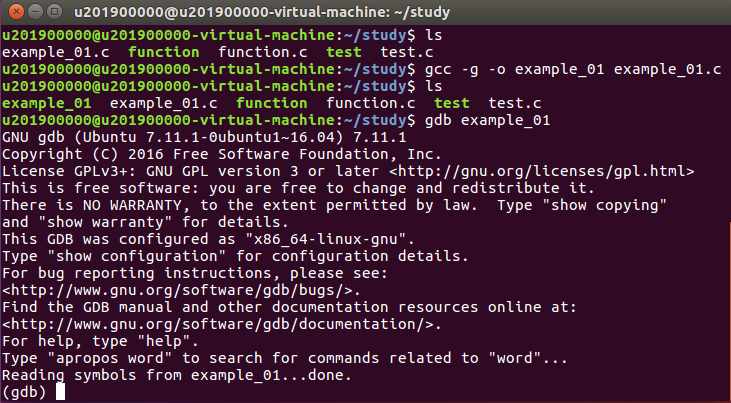 u201900000@u201900000-virtual-machine: ~/study
u201900000@u201900000-virtual-machine:~/study$ ls
example_01.c  function  function.c  test  test.c
u201900000@u201900000-virtual-machine:~/study$ gcc -g -o example_01 example_01.c
u201900000@u201900000-virtual-machine:~/study$ ls
example_01  example_01.c  function  function.c  test  test.c
u201900000@u201900000-virtual-machine:~/study$ gdb example_01
GNU gdb (Ubuntu 7.11.1-0ubuntu1~16.04) 7.11.1
Copyright (C) 2016 Free Software Foundation, Inc.
License GPLv3+: GNU GPL version 3 or later <http://gnu.org/licenses/gpl.html>
This is free software: you are free to change and redistribute it.
There is NO WARRANTY, to the extent permitted by law.  Type "show copying"
and "show warranty" for details.
This GDB was configured as "x86_64-linux-gnu".
Type "show configuration" for configuration details.
For bug reporting instructions, please see:
<http://www.gnu.org/software/gdb/bugs/>.
Find the GDB manual and other documentation resources online at:
<http://www.gnu.org/software/gdb/documentation/>.
For help, type "help".
Type "apropos word" to search for commands related to "word"...
Reading symbols from example_01...done.
(gdb)